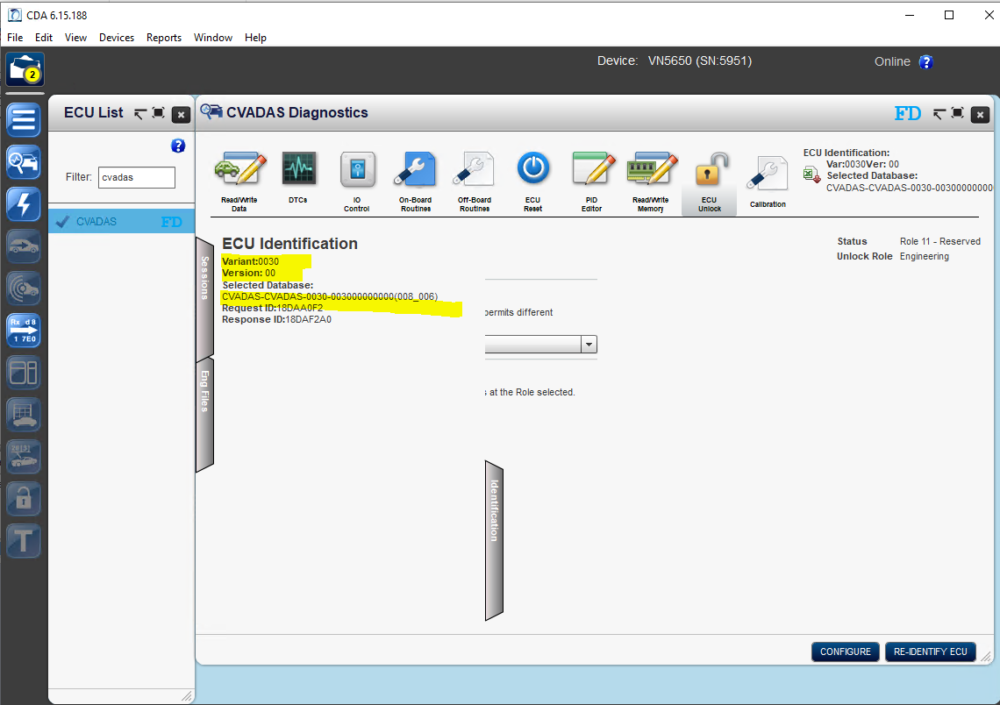 CDA 6.15.188
File Edit View Devices Reports Window Help
2
Device: VN5650 (SN:5951)
Online ?
ECU List
?
Filter: cvadas
CVADAS FD
Rx d8
1 7E0
T
CVADAS Diagnostics
FD
Read/Write
Data
DTCs
IO
Control
On-Board
Routines
Off-Board
Routines
ECU
Reset
PID
Editor
Read/Write
Memory
ECU
Unlock
Calibration
ECU Identification:
Var:0030Ver: 00
Selected Database:
CVADAS-CVADAS-0030-00300000000
Sessions
Eng Files
ECU Identification
Variant:0030
Version: 00
Selected Database:
CVADAS-CVADAS-0030-003000000000(008_006)
Request ID:18DAA0F2
Response ID:18DAF2A0
Status Role 11 - Reserved
Unlock Role Engineering
permits different
s at the Role selected.
Identification
CONFIGURE
RE-IDENTIFY ECU